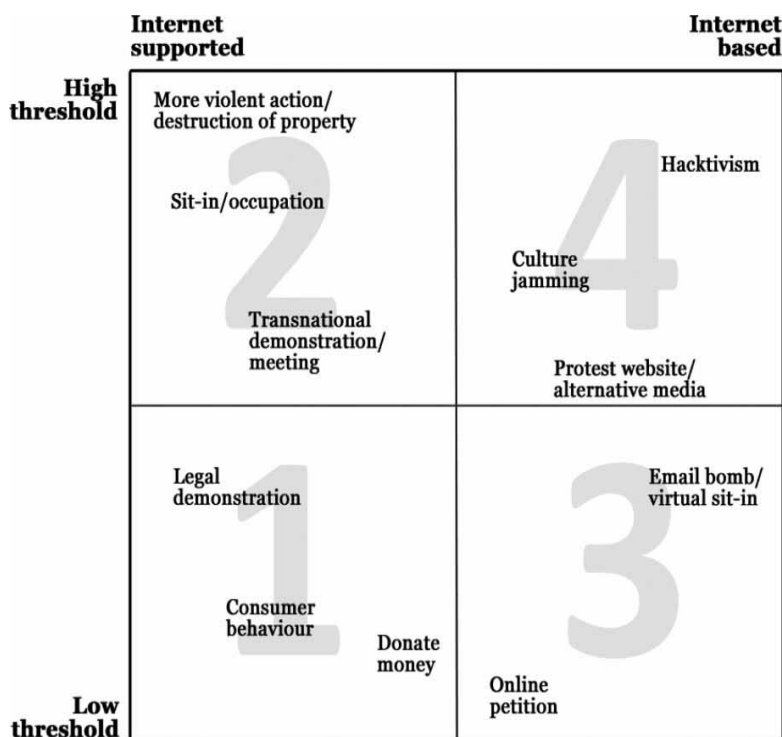 Internet
supported
Internet
based
High
threshold
More violent action/
destruction of property
2
Sit-in/occupation
Transnational
demonstration/
meeting
4
Hacktivism
Culture
jamming
Protest website/
alternative media
1
Legal
demonstration
Consumer
behaviour
Donate
money
3
Email bomb/
virtual sit-in
Online
petition
Low
threshold